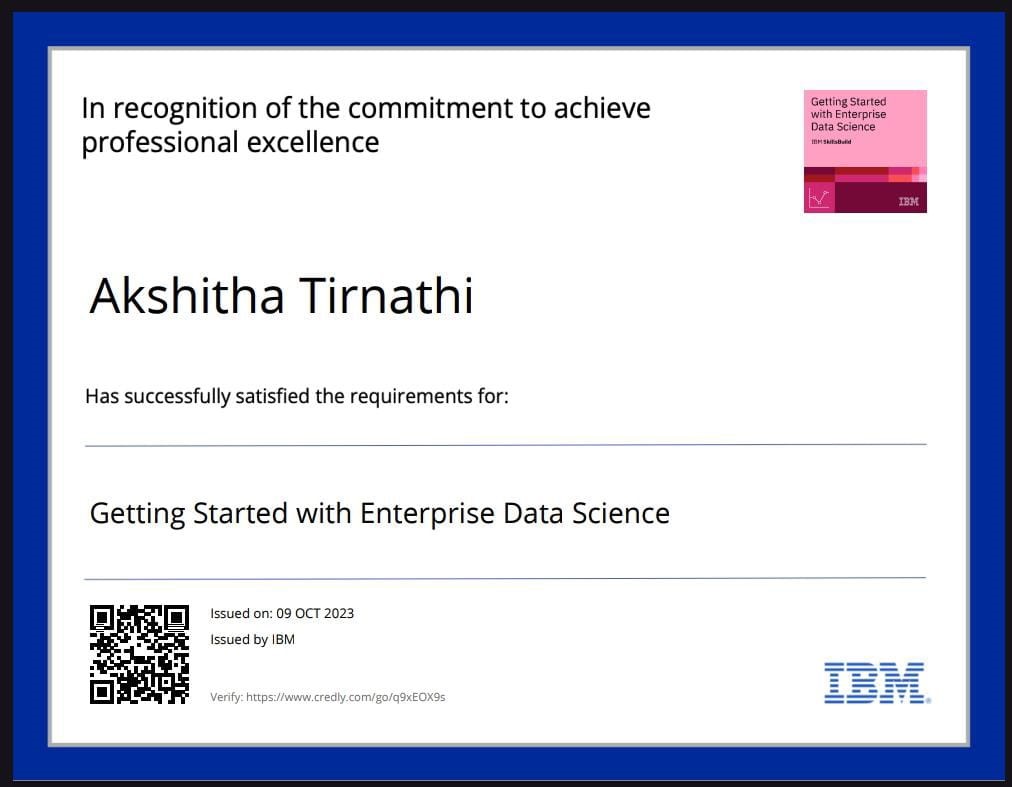 In recognition of the commitment to achieve
professional excellence
Getting Started
with Enterprise
Data Science
IBM SkillsBuild
IBM
Akshitha Tirnathi
Has successfully satisfied the requirements for:
Getting Started with Enterprise Data Science
Issued on: 09 OCT 2023
Issued by IBM
Verify: https://www.credly.com/go/q9xEOX9s
IBM®